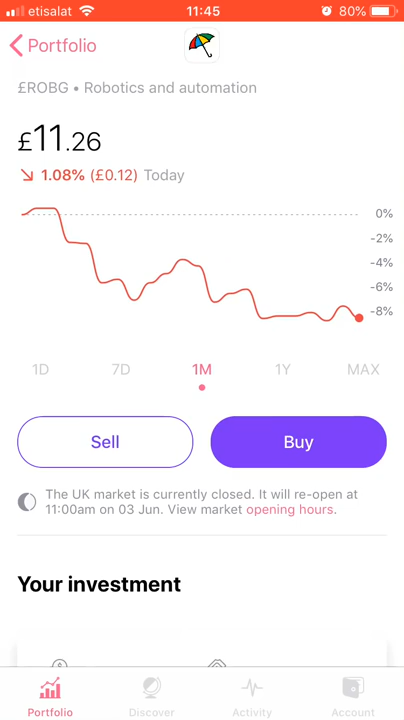 etisalat 11:45 80%
Portfolio
£ROBG • Robotics and automation
£11.26
1.08% (£0.12) Today
0%
-2%
-4%
-6%
-8%
1D 7D 1M 1Y MAX
Sell Buy
The UK market is currently closed. It will re-open at
11:00am on 03 Jun. View market opening hours.
Your investment
Portfolio Discover Activity Account